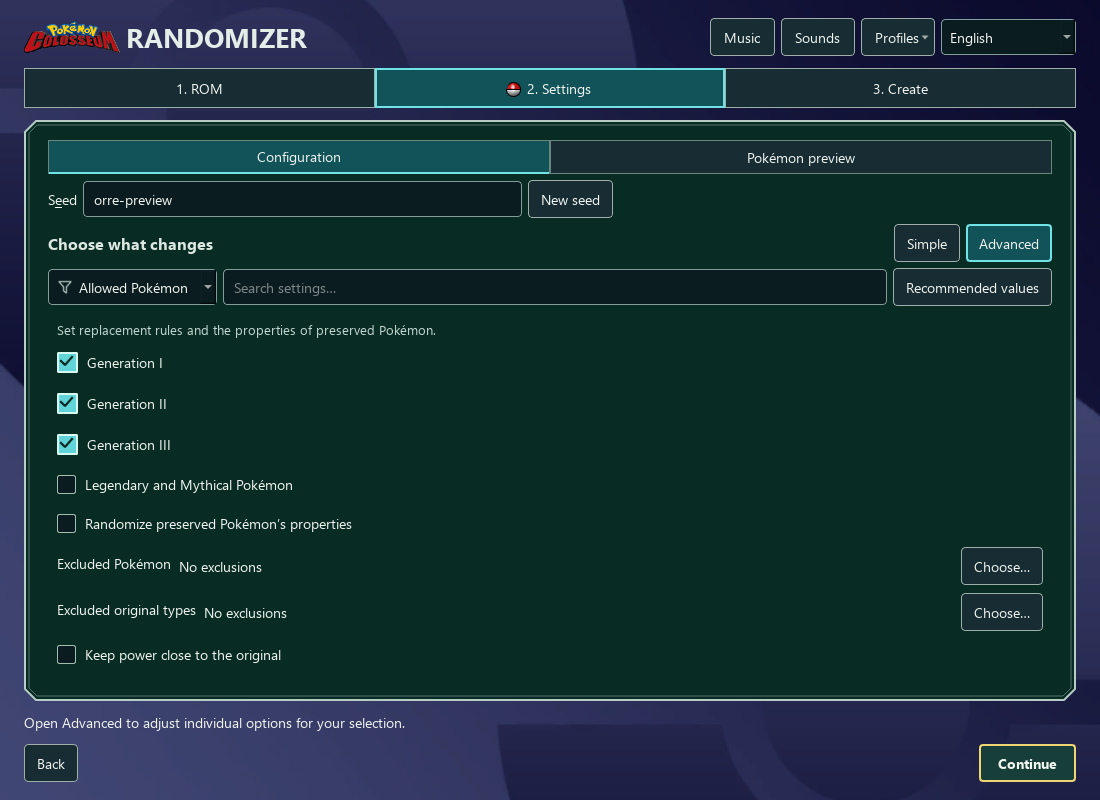 Pokémon
COLOSSEUM
RANDOMIZER
Music
Sounds
Profiles
English
1. ROM
2. Settings
3. Create
Configuration
Pokémon preview
Seed
orre-preview
New seed
Choose what changes
Simple
Advanced
Allowed Pokémon
Search settings...
Recommended values
Set replacement rules and the properties of preserved Pokémon.
Generation I
Generation II
Generation III
Legendary and Mythical Pokémon
Randomize preserved Pokémon's properties
Excluded Pokémon
No exclusions
Choose...
Excluded original types
No exclusions
Choose...
Keep power close to the original
Open Advanced to adjust individual options for your selection.
Back
Continue